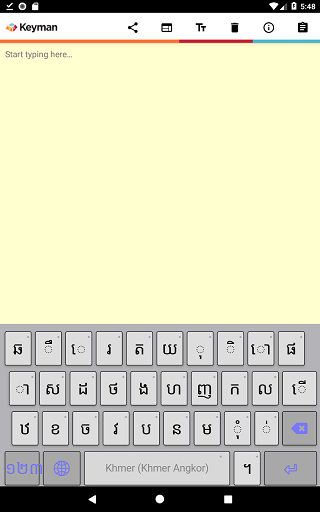 5:48
Keyman
Start typing here...
ឆ ឹ េ រ ត យ ុ ិ ោ ផ
ា ស ដ ថ ង ហ ញ ក ល ើ
ឋ ខ ច វ ប ន ម ុំ ់
១២៣ Khmer (Khmer Angkor) ។